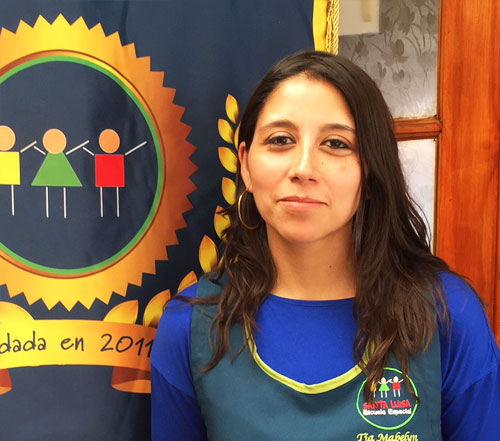 dada en 2011
SANTA LUISA
Escuela Especial
Tía Mabelyn